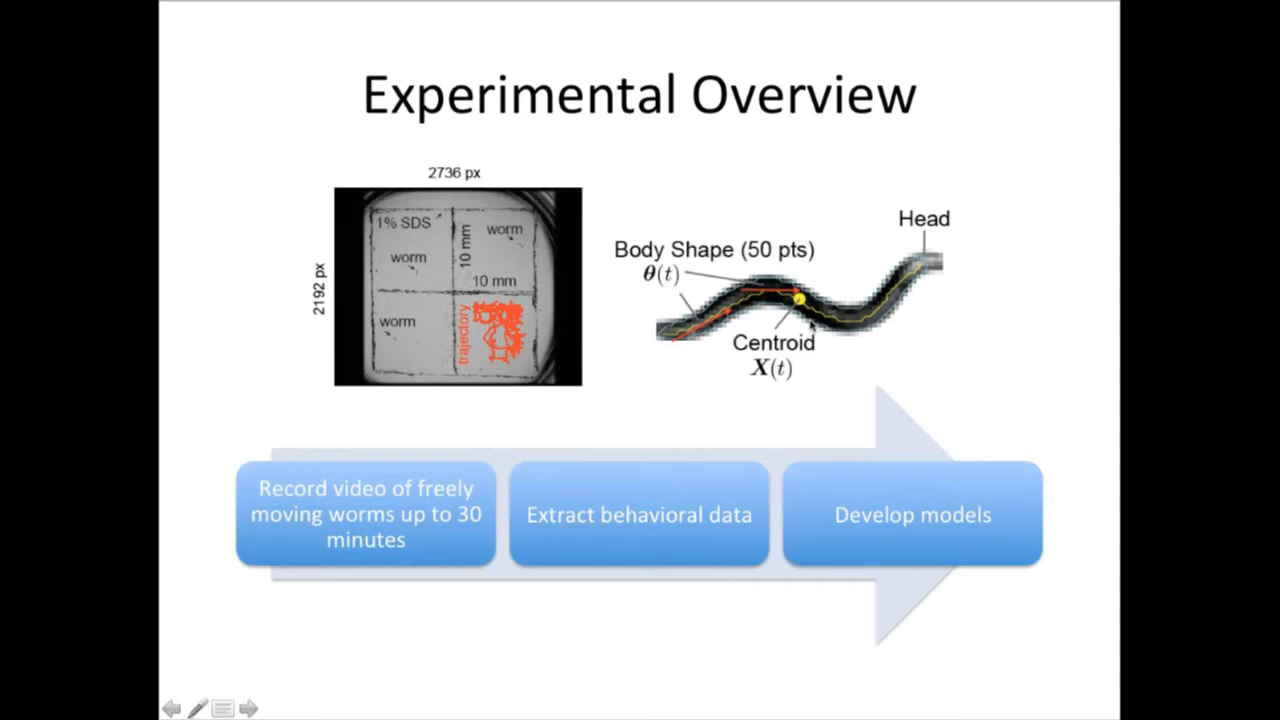 Experimental Overview
2736 px
2192 px
1% SDS
worm
10 mm
worm
10 mm
worm
trajectory
Head
Body Shape (50 pts)
θ(t)
Centroid
X(t)
Record video of freely
moving worms up to 30
minutes
Extract behavioral data
Develop models